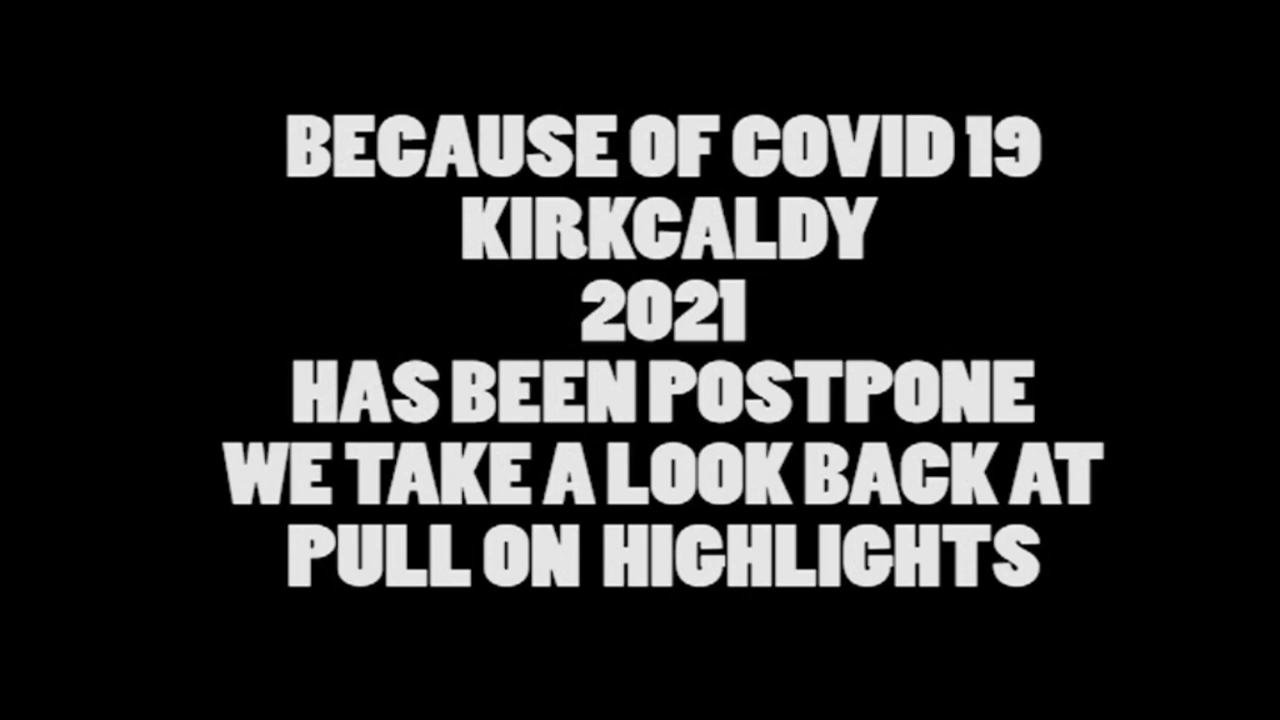 BECAUSE OF COVID 19
KIRKCALDY
2021
HAS BEEN POSTPONE
WE TAKE A LOOK BACK AT
PULL ON HIGHLIGHTS